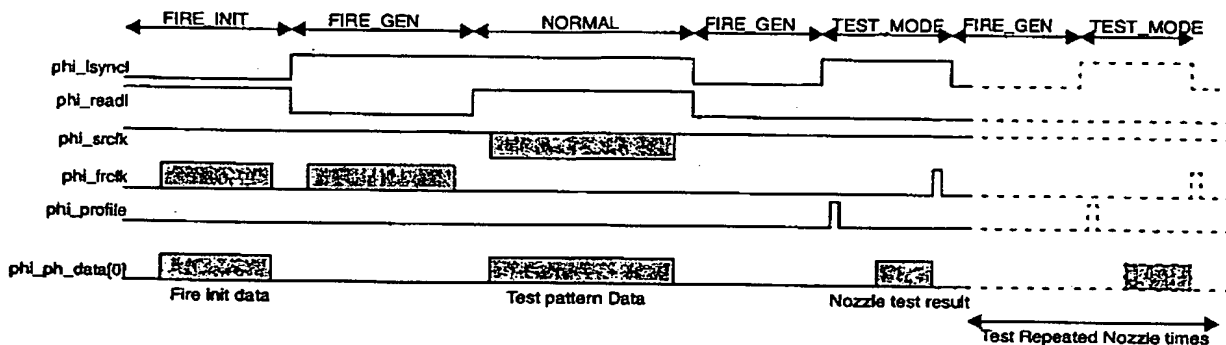 FIRE_INIT FIRE_GEN NORMAL FIRE_GEN TEST_MODE FIRE_GEN TEST_MODE
phi_lsyncl
phi_readl
phi_srclk
phi_frclk
phi_profile
phi_ph_data[0]
Fire Init data Test pattern Data Nozzle test result
Test Repeated Nozzle times